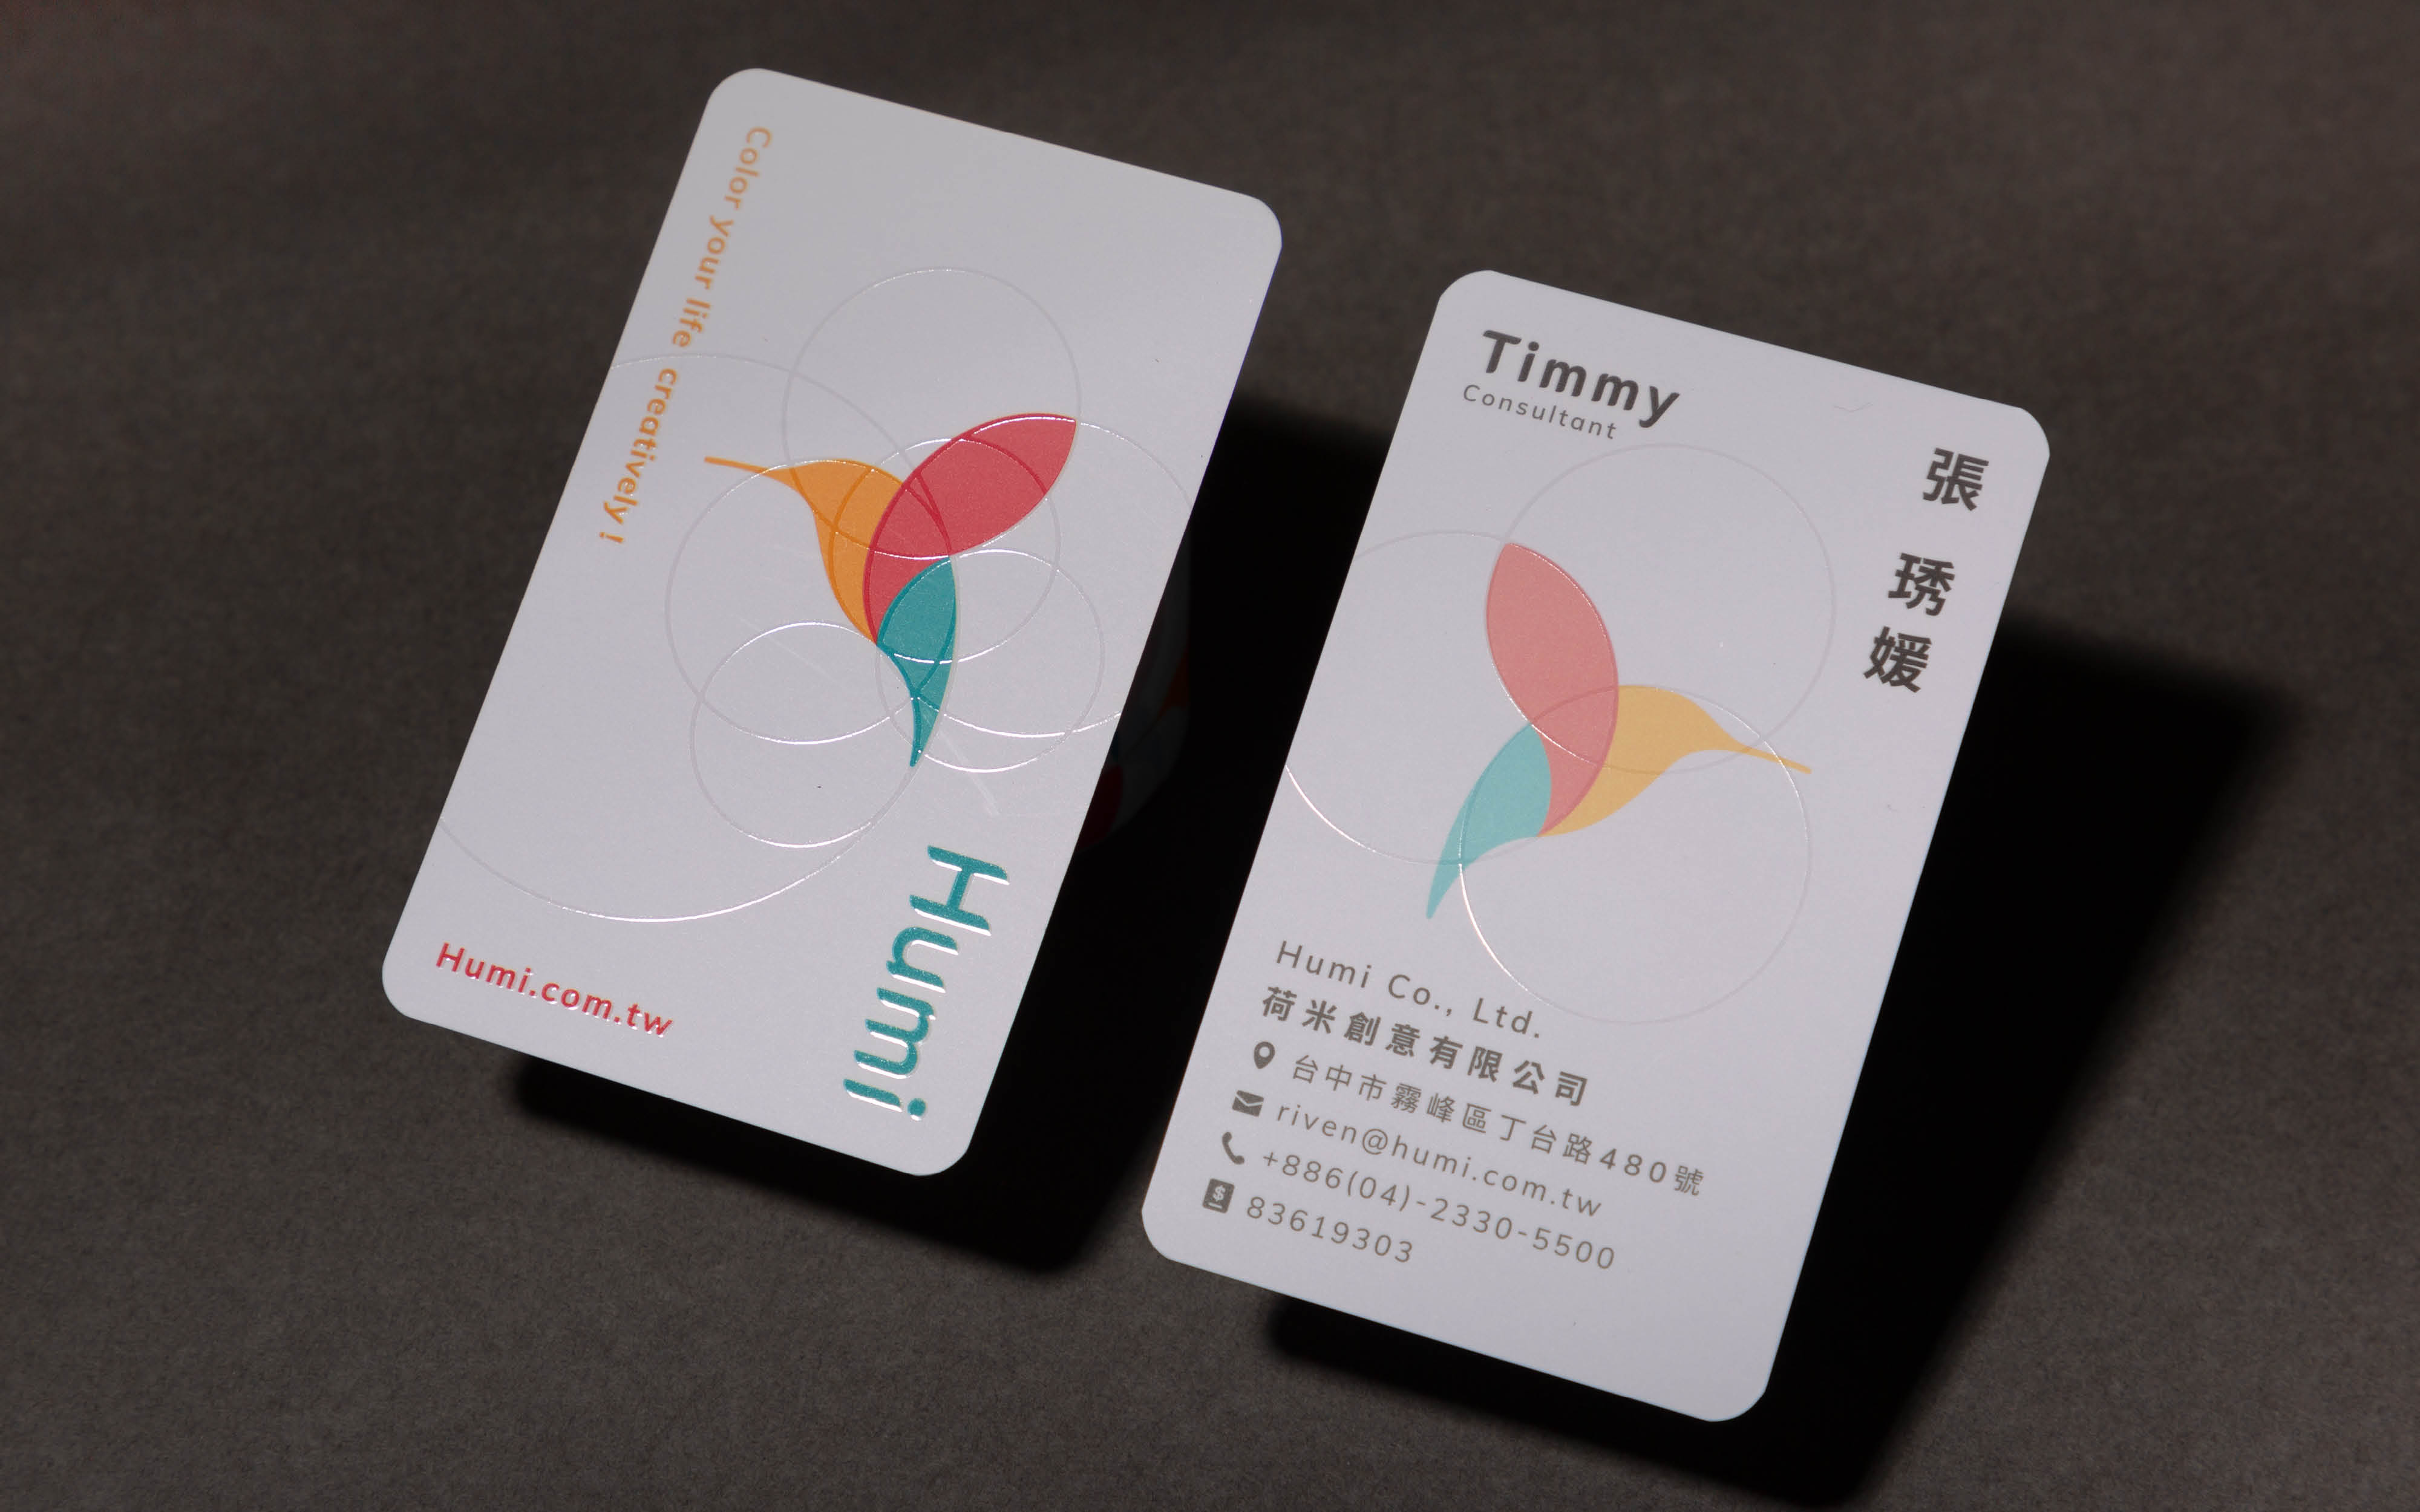 Color your life creatively !
Humi
Humi.com.tw
Timmy
Consultant
張 琇媛
Humi Co., Ltd.
荷米創意有限公司
台中市霧峰區丁台路480號
riven@humi.com.tw
+886(04)-2330-5500
83619303